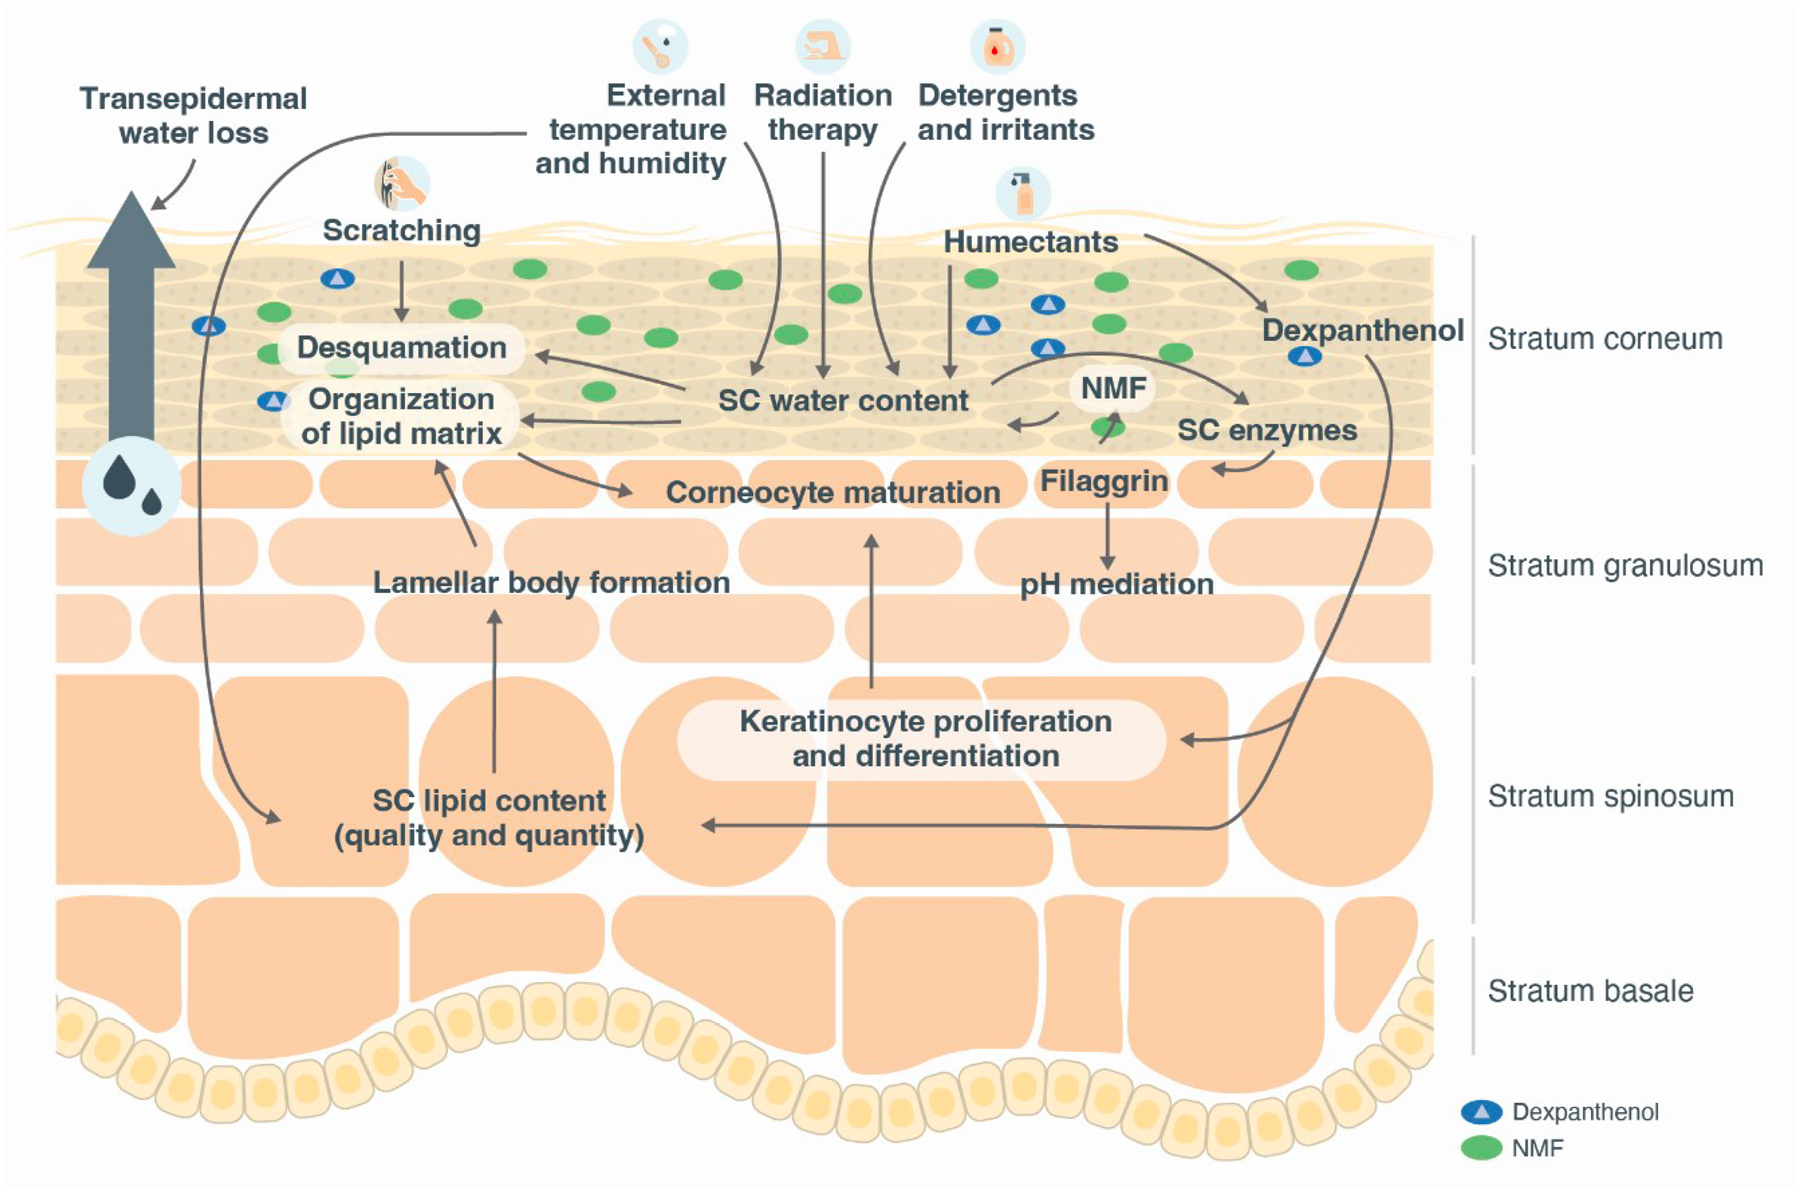 Transepidermal
water loss
External
temperature
and humidity
Radiation
therapy
Detergents
and irritants
Scratching
Humectants
Desquamation
Dexpanthenol
Stratum corneum
Organization
of lipid matrix
SC water content
NMF
SC enzymes
Corneocyte maturation
Filaggrin
Lamellar body formation
pH mediation
Stratum granulosum
Keratinocyte proliferation
and differentiation
SC lipid content
(quality and quantity)
Stratum spinosum
Stratum basale
Dexpanthenol
NMF